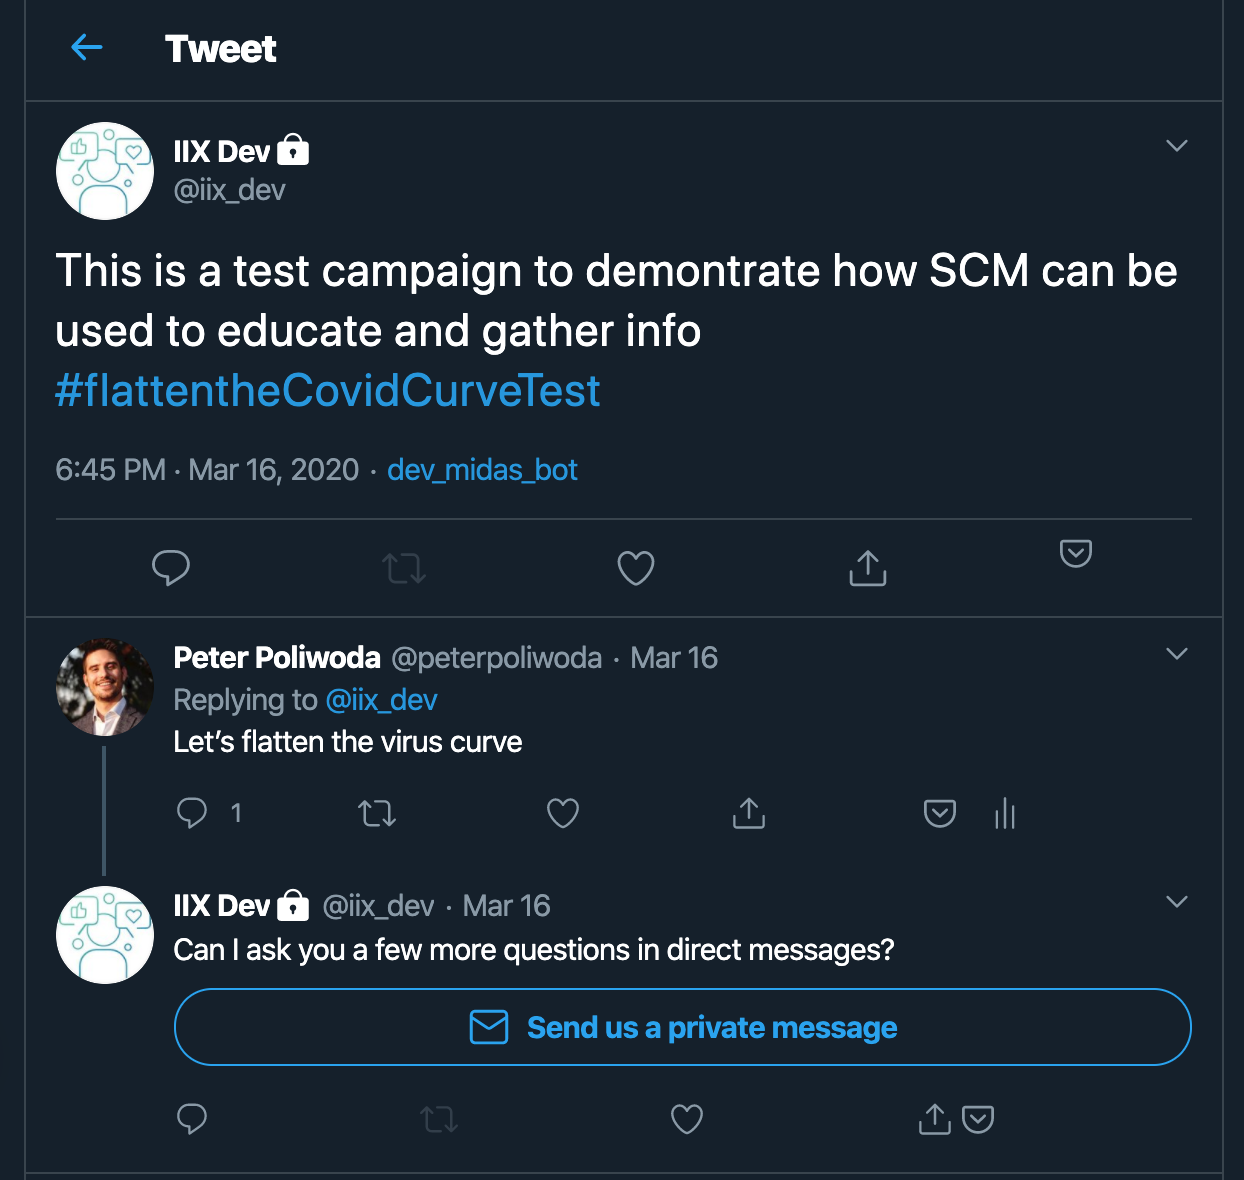 Tweet
IIX Dev
@iix_dev
This is a test campaign to demontrate how SCM can be
used to educate and gather info
#flattentheCovidCurveTest
6:45 PM · Mar 16, 2020 · dev_midas_bot
Peter Poliwoda @peterpoliwoda · Mar 16
Replying to @iix_dev
Let's flatten the virus curve
1
IIX Dev @iix_dev · Mar 16
Can I ask you a few more questions in direct messages?
Send us a private message